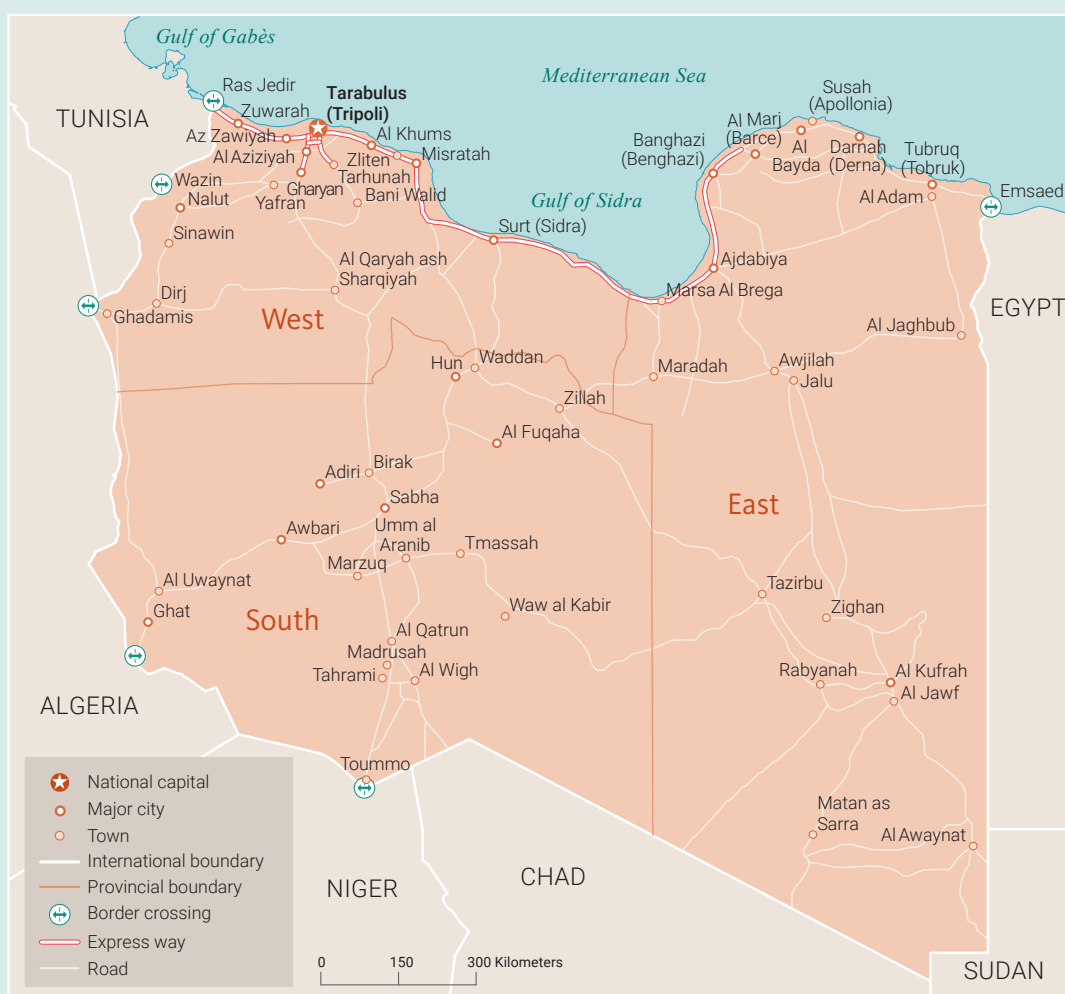 Gulf of Gabès
Mediterranean Sea
TUNISIA
Ras Jedir
Zuwarah
Tarabulus
(Tripoli)
Az Zawiyah
Al Aziziyah
Al Khums
Zliten
Misratah
Tarhunah
Gharyan
Yafran
Bani Walid
Wazin
Nalut
Sinawin
Dirj
Ghadamis
Al Qaryah ash
Sharqiyah
West
Gulf of Sidra
Surt (Sidra)
Banghazi
(Benghazi)
Al Marj
(Barce)
Susah
(Apollonia)
Al
Bayda
Darnah
(Derna)
Tubruq
(Tobruk)
Al Adam
Emsaed
Ajdabiya
Marsa Al Brega
EGYPT
Al Jaghbub
Hun
Waddan
Maradah
Awjilah
Jalu
Zillah
Al Fuqaha
Adiri
Birak
Sabha
East
Awbari
Umm al
Aranib
Tmassah
Marzuq
Al Uwaynat
Ghat
South
Waw al Kabir
Tazirbu
Zighan
Al Qatrun
Madrusah
Tahrami
Al Wigh
Rabyanah
Al Kufrah
Al Jawf
ALGERIA
Toummo
Matan as
Sarra
Al Awaynat
NIGER
CHAD
SUDAN
National capital
Major city
Town
International boundary
Provincial boundary
Border crossing
Express way
Road
0 150 300 Kilometers